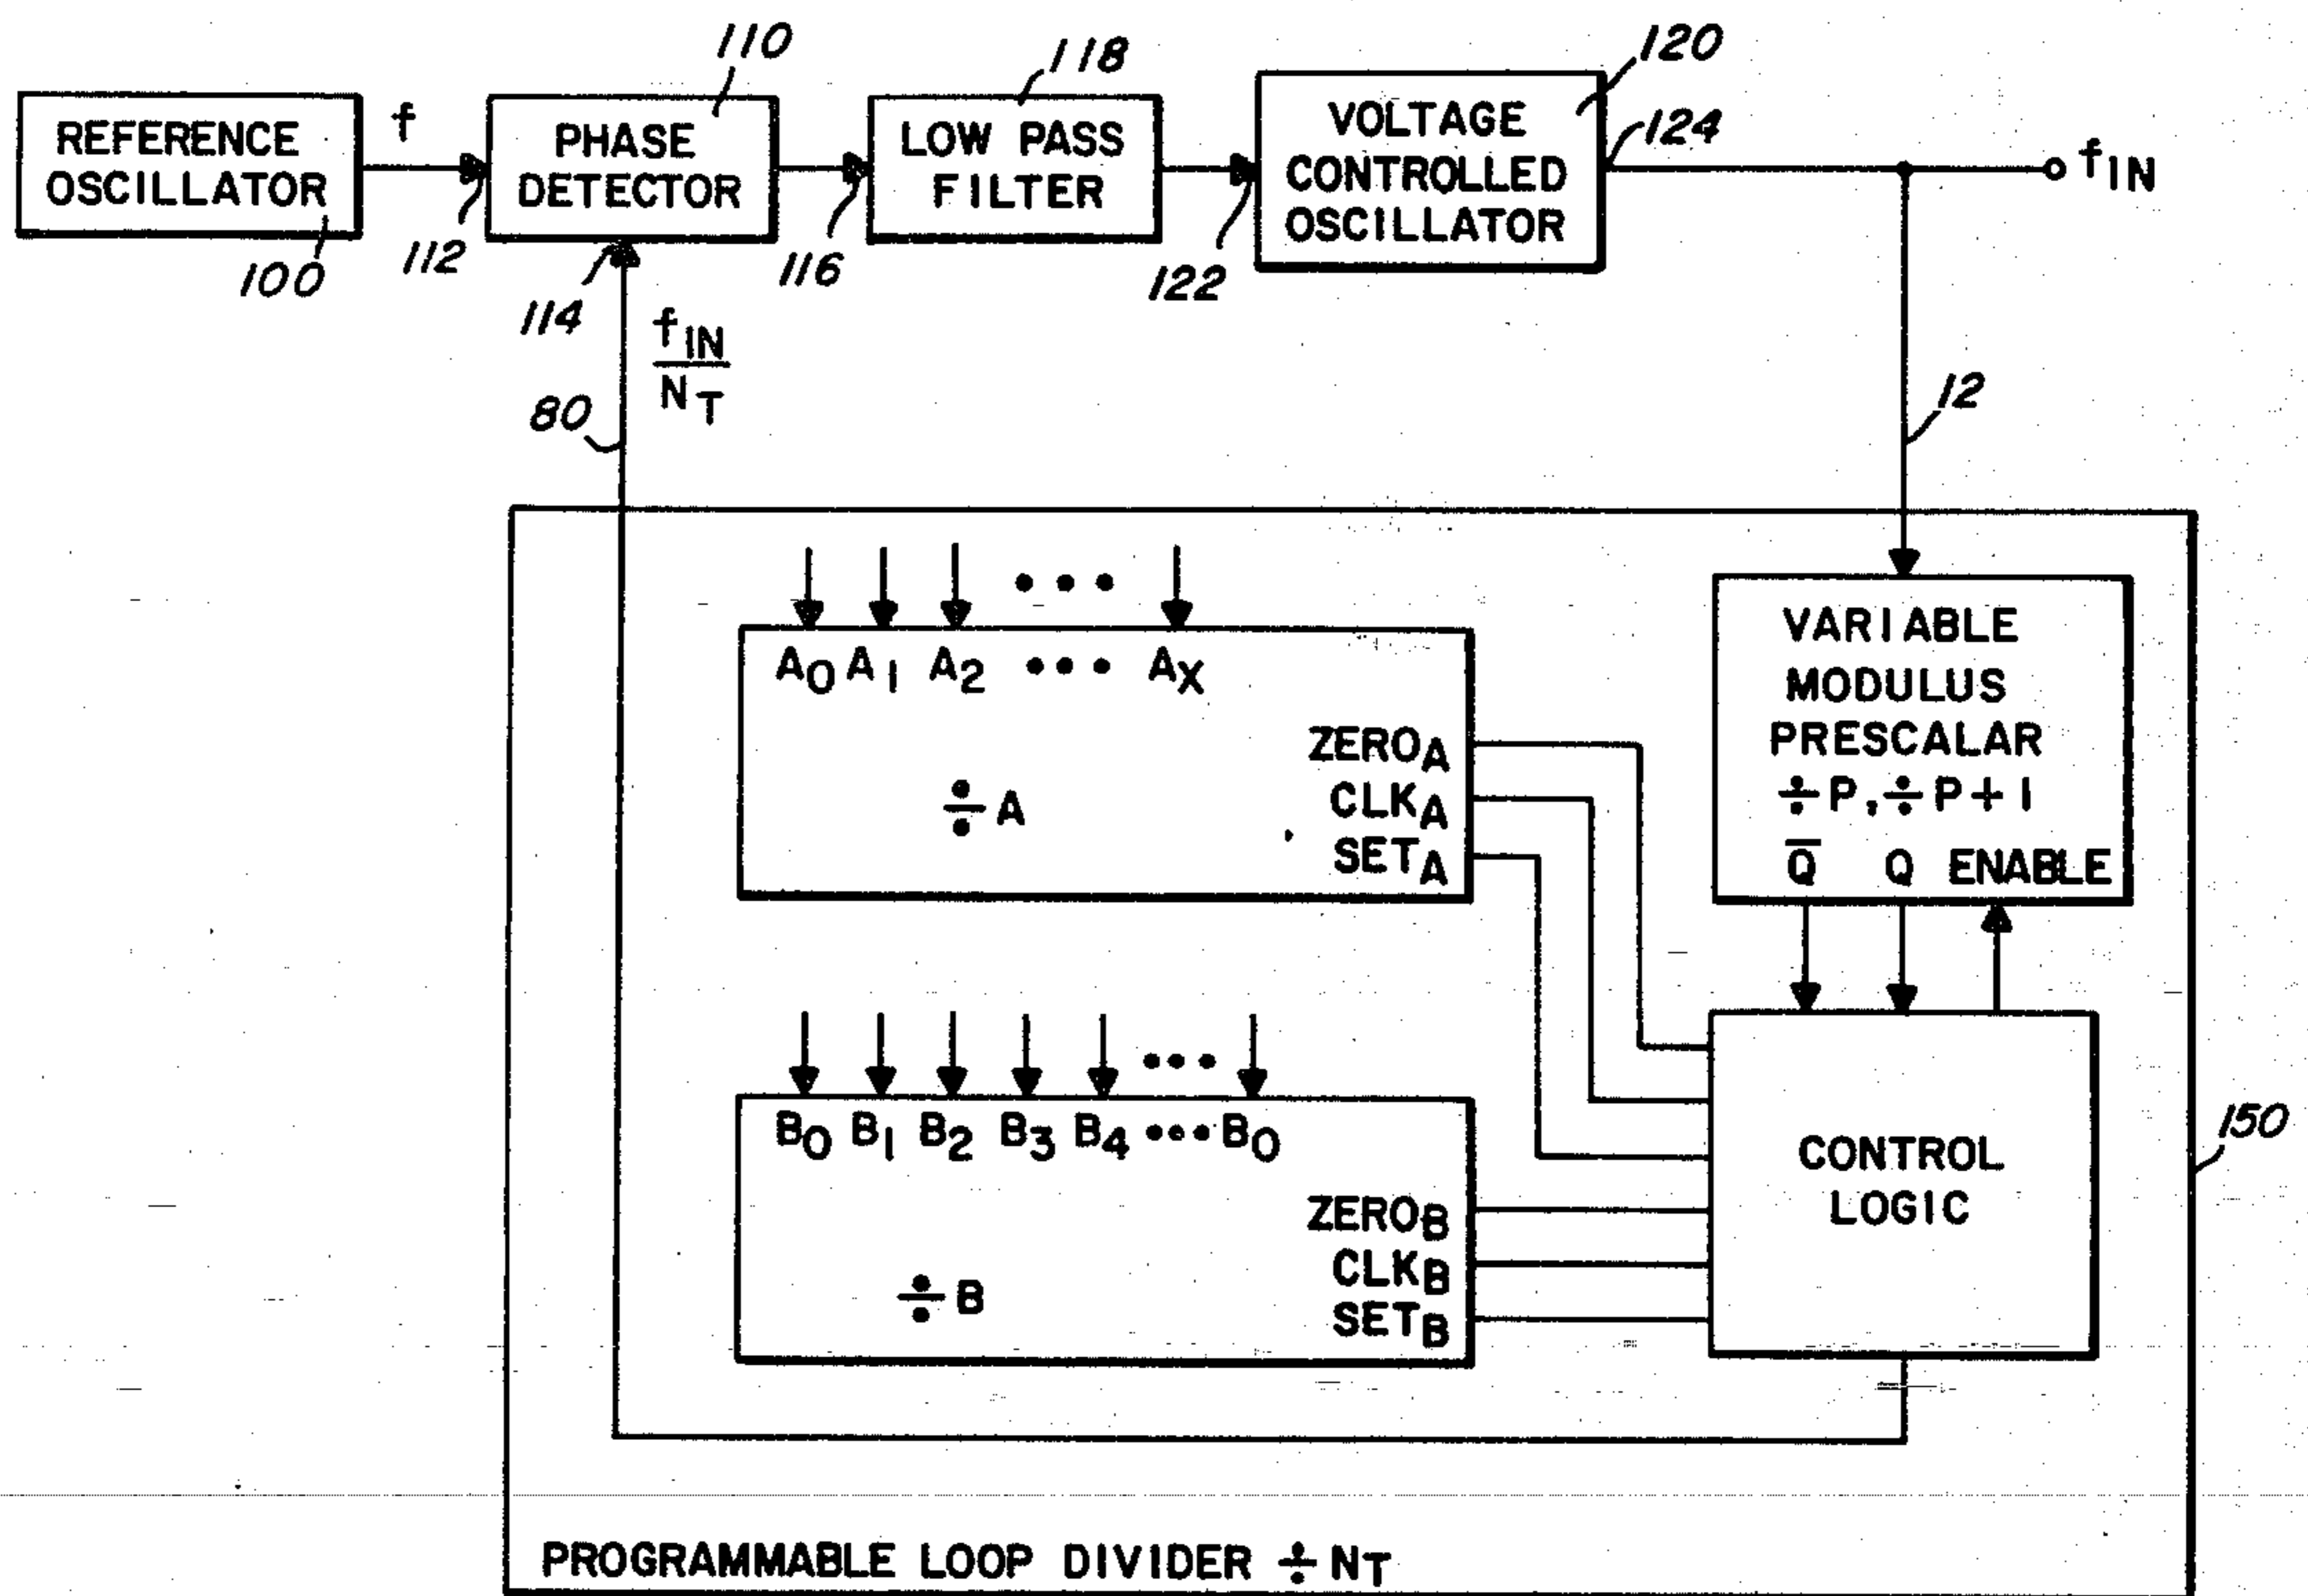 110
118
120
REFERENCE
OSCILLATOR
100
f
112
PHASE
DETECTOR
114
116
LOW PASS
FILTER
122
VOLTAGE
CONTROLLED
OSCILLATOR
124
fIN
fIN
NT
80
12
A0 A1 A2 ••• AX
ZEROA
CLKA
SETA
÷A
VARIABLE
MODULUS
PRESCALAR
÷P,÷P+1
Q̅ Q ENABLE
B0 B1 B2 B3 B4 ••• B0
ZEROB
CLKB
SETB
÷B
CONTROL
LOGIC
150
PROGRAMMABLE LOOP DIVIDER ÷NT